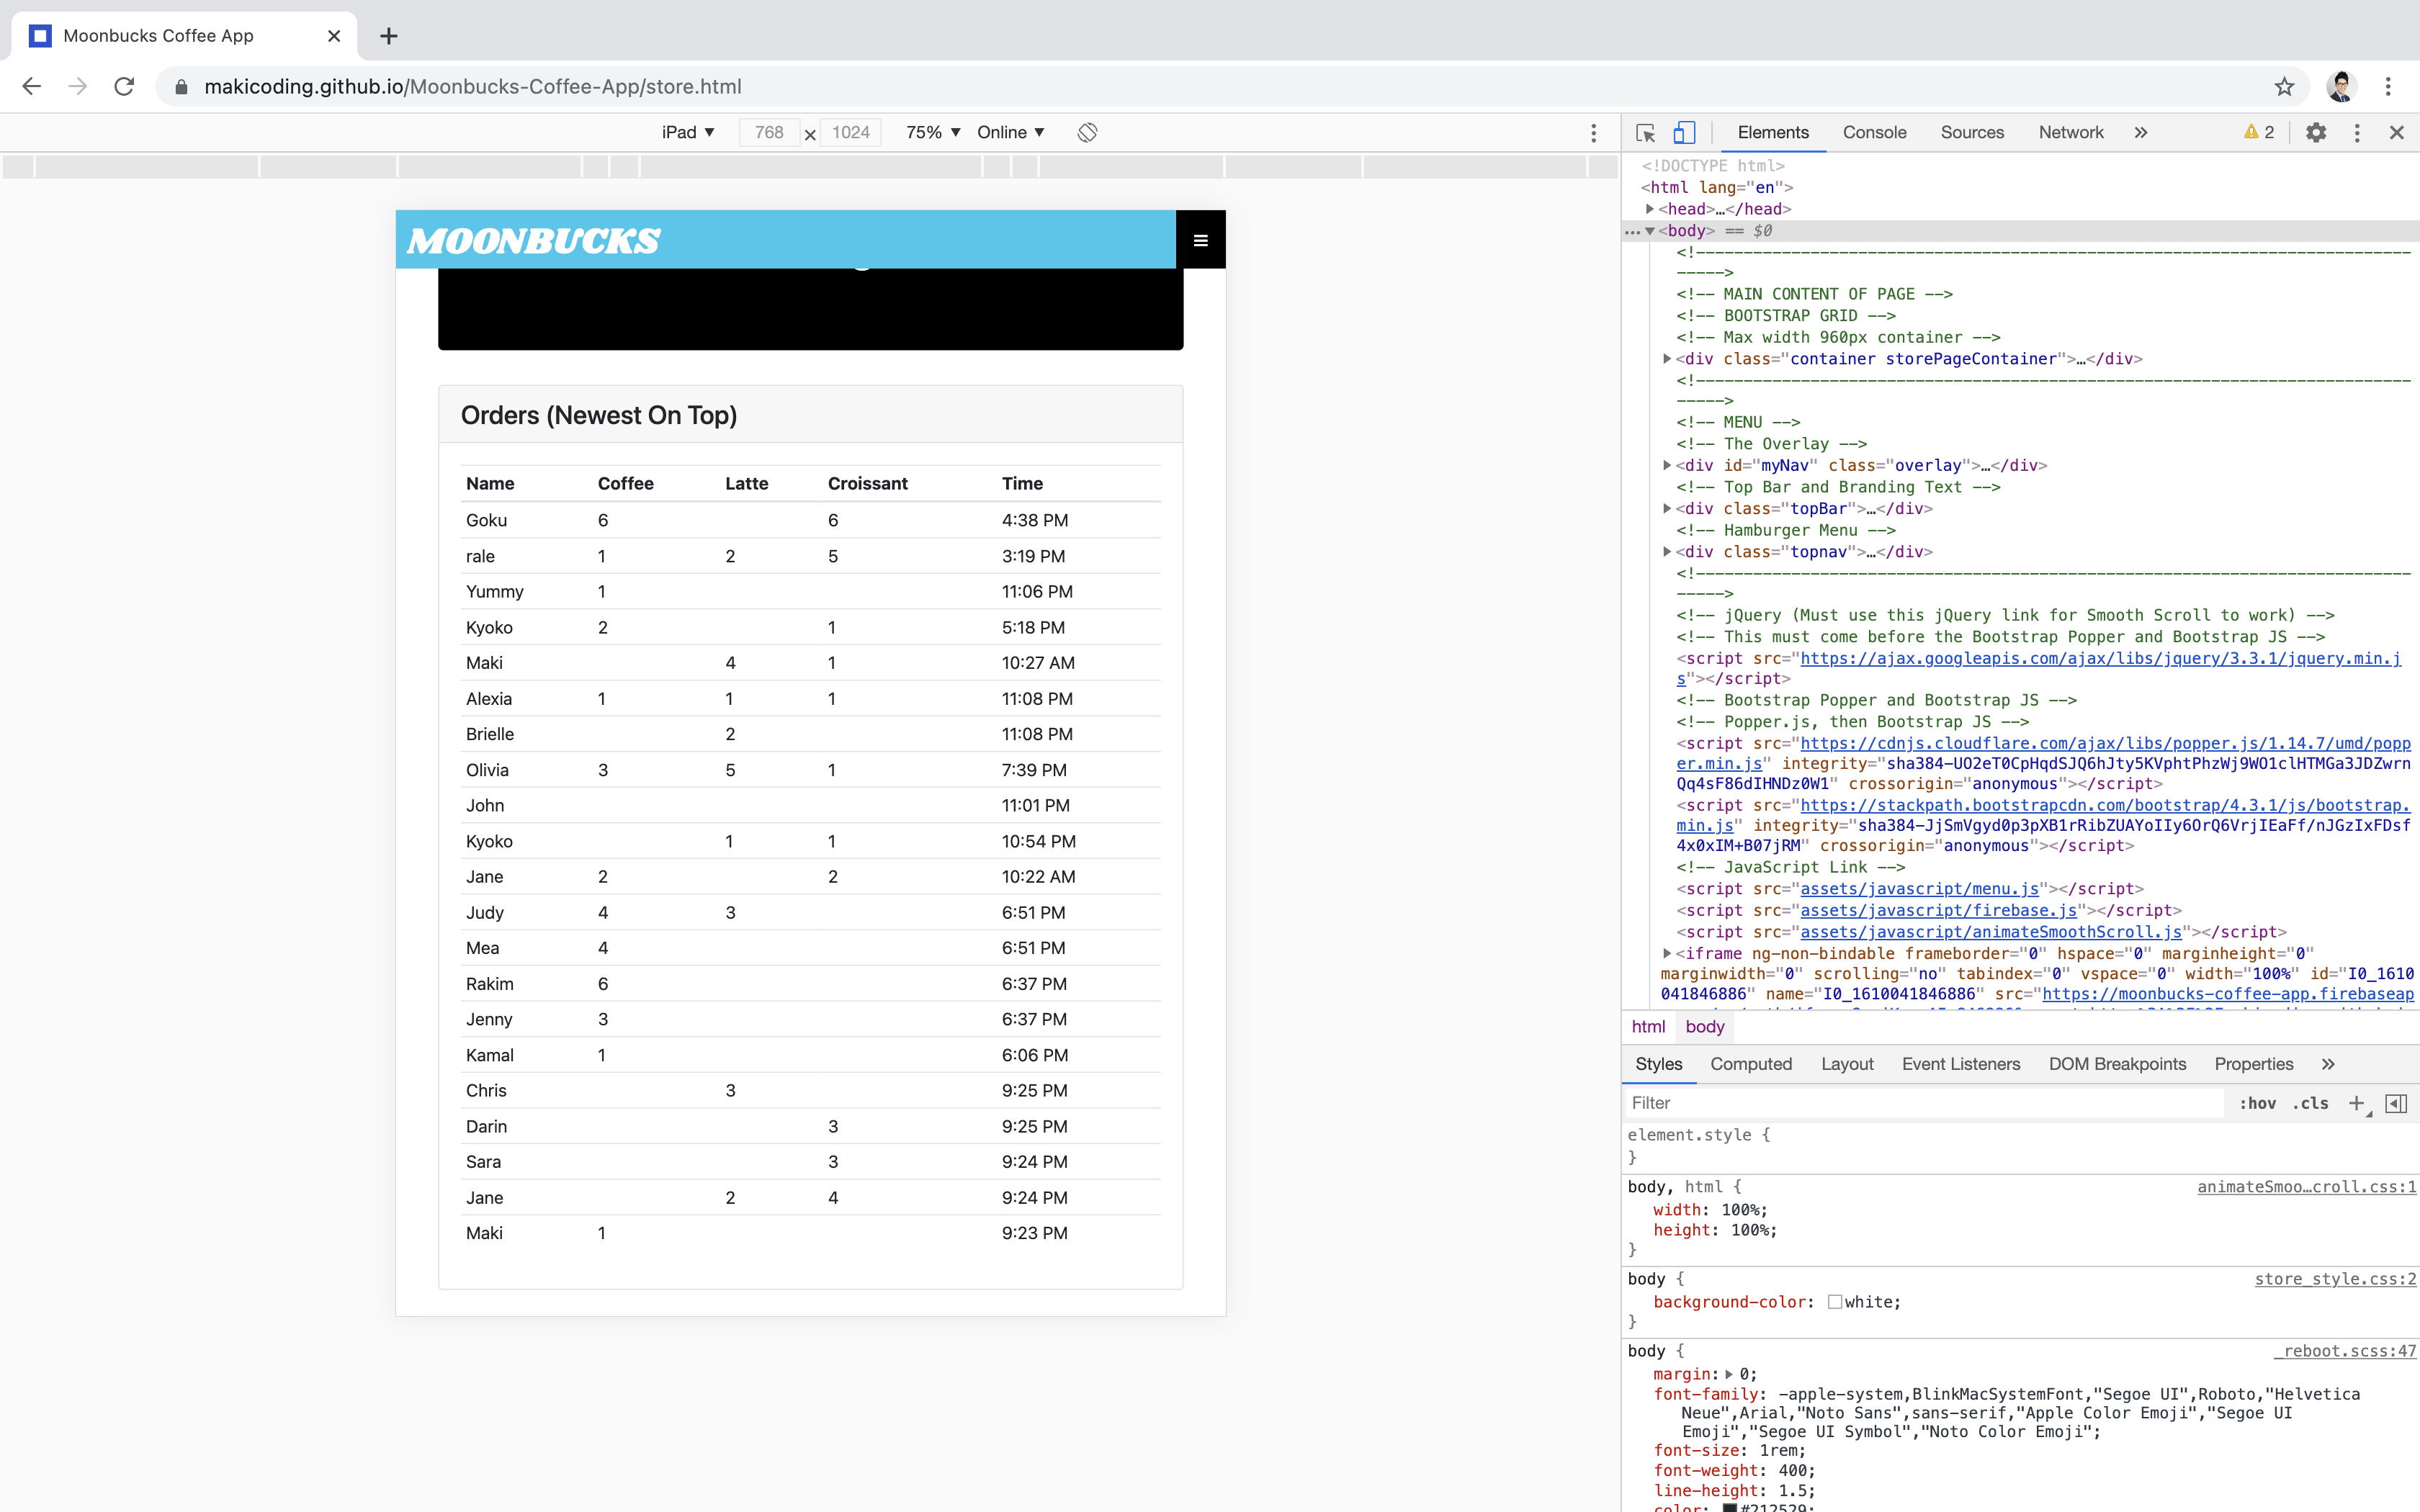 Moonbucks Coffee App
makicoding.github.io/Moonbucks-Coffee-App/store.html
iPad ▼ 768 × 1024 75% ▼ Online ▼
MOONBUCKS
Orders (Newest On Top)
Name Coffee Latte Croissant Time
Goku 6 6 4:38 PM
rale 1 2 5 3:19 PM
Yummy 1 11:06 PM
Kyoko 2 1 5:18 PM
Maki 4 1 10:27 AM
Alexia 1 1 1 11:08 PM
Brielle 2 11:08 PM
Olivia 3 5 1 7:39 PM
John 11:01 PM
Kyoko 1 1 10:54 PM
Jane 2 2 10:22 AM
Judy 4 3 6:51 PM
Mea 4 6:51 PM
Rakim 6 6:37 PM
Jenny 3 6:37 PM
Kamal 1 6:06 PM
Chris 3 9:25 PM
Darin 3 9:25 PM
Sara 3 9:24 PM
Jane 2 4 9:24 PM
Maki 1 9:23 PM
Elements Console Sources Network » 2
<!DOCTYPE html>
<html lang="en">
<head>…</head>
<body> == $0
<!---------------------------------------------------------------------------
----->
<!-- MAIN CONTENT OF PAGE -->
<!-- BOOTSTRAP GRID -->
<!-- Max width 960px container -->
<div class="container storePageContainer">…</div>
<!---------------------------------------------------------------------------
----->
<!-- MENU -->
<!-- The Overlay -->
<div id="myNav" class="overlay">…</div>
<!-- Top Bar and Branding Text -->
<div class="topBar">…</div>
<!-- Hamburger Menu -->
<div class="topnav">…</div>
<!---------------------------------------------------------------------------
----->
<!-- jQuery (Must use this jQuery link for Smooth Scroll to work) -->
<!-- This must come before the Bootstrap Popper and Bootstrap JS -->
<script src="https://ajax.googleapis.com/ajax/libs/jquery/3.3.1/jquery.min.j
s"></script>
<!-- Bootstrap Popper and Bootstrap JS -->
<!-- Popper.js, then Bootstrap JS -->
<script src="https://cdnjs.cloudflare.com/ajax/libs/popper.js/1.14.7/umd/popp
er.min.js" integrity="sha384-UO2eT0CpHqdSJQ6hJty5KVphtPhzWj9WO1clHTMGa3JDZwrn
Qq4sF86dIHNDz0W1" crossorigin="anonymous"></script>
<script src="https://stackpath.bootstrapcdn.com/bootstrap/4.3.1/js/bootstrap.
min.js" integrity="sha384-JjSmVgyd0p3pXB1rRibZUAYoIIy6OrQ6VrjIEaFf/nJGzIxFDsf
4x0xIM+B07jRM" crossorigin="anonymous"></script>
<!-- JavaScript Link -->
<script src="assets/javascript/menu.js"></script>
<script src="assets/javascript/firebase.js"></script>
<script src="assets/javascript/animateSmoothScroll.js"></script>
<iframe ng-non-bindable frameborder="0" hspace="0" marginheight="0"
marginwidth="0" scrolling="no" tabindex="0" vspace="0" width="100%" id="I0_1610
041846886" name="I0_1610041846886" src="https://moonbucks-coffee-app.firebaseap
html body
Styles Computed Layout Event Listeners DOM Breakpoints Properties »
Filter :hov .cls +
element.style {
}
body, html { animateSmoo…croll.css:1
width: 100%;
height: 100%;
}
body { store_style.css:2
background-color: white;
}
body { _reboot.scss:47
margin: 0;
font-family: -apple-system,BlinkMacSystemFont,"Segoe UI",Roboto,"Helvetica
Neue",Arial,"Noto Sans",sans-serif,"Apple Color Emoji","Segoe UI
Emoji","Segoe UI Symbol","Noto Color Emoji";
font-size: 1rem;
font-weight: 400;
line-height: 1.5;
color: #212529;